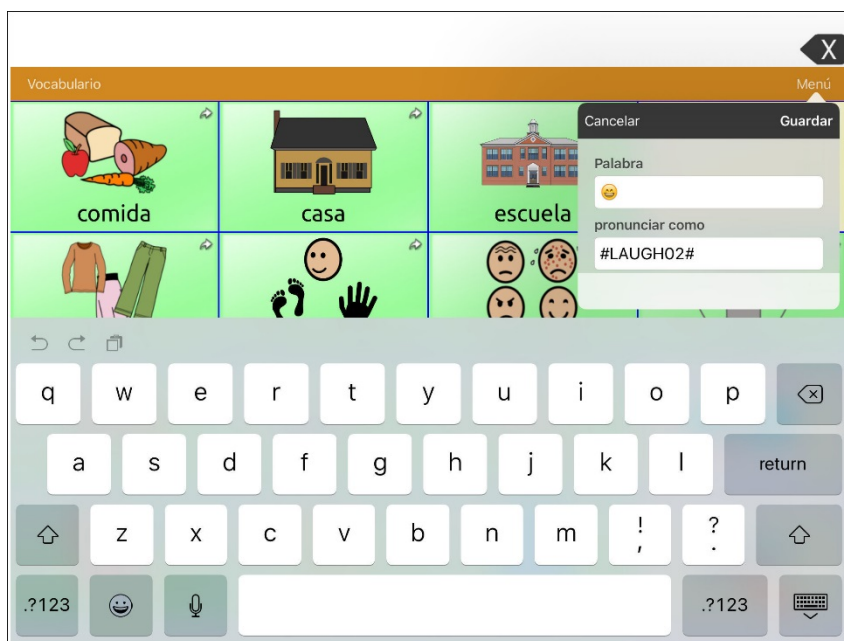 X
Vocabulario Menú
Cancelar Guardar
Palabra
😄
pronunciar como
#LAUGH02#
comida casa escuela
q w e r t y u i o p
a s d f g h j k l return
z x c v b n m ! , ? .
.?123 .?123